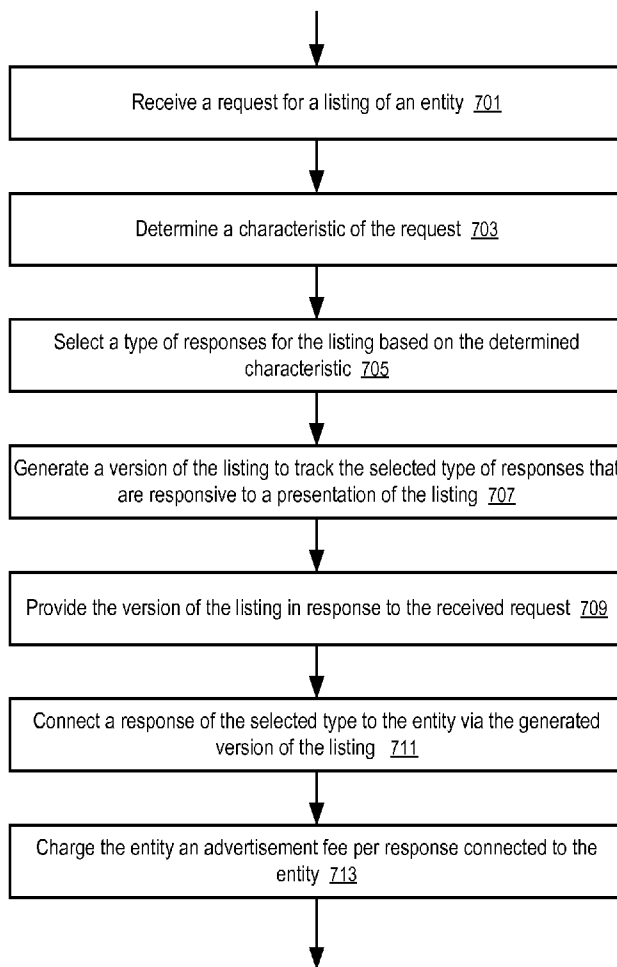 Receive a request for a listing of an entity 701
Determine a characteristic of the request 703
Select a type of responses for the listing based on the determined
characteristic 705
Generate a version of the listing to track the selected type of responses that
are responsive to a presentation of the listing 707
Provide the version of the listing in response to the received request 709
Connect a response of the selected type to the entity via the generated
version of the listing 711
Charge the entity an advertisement fee per response connected to the
entity 713